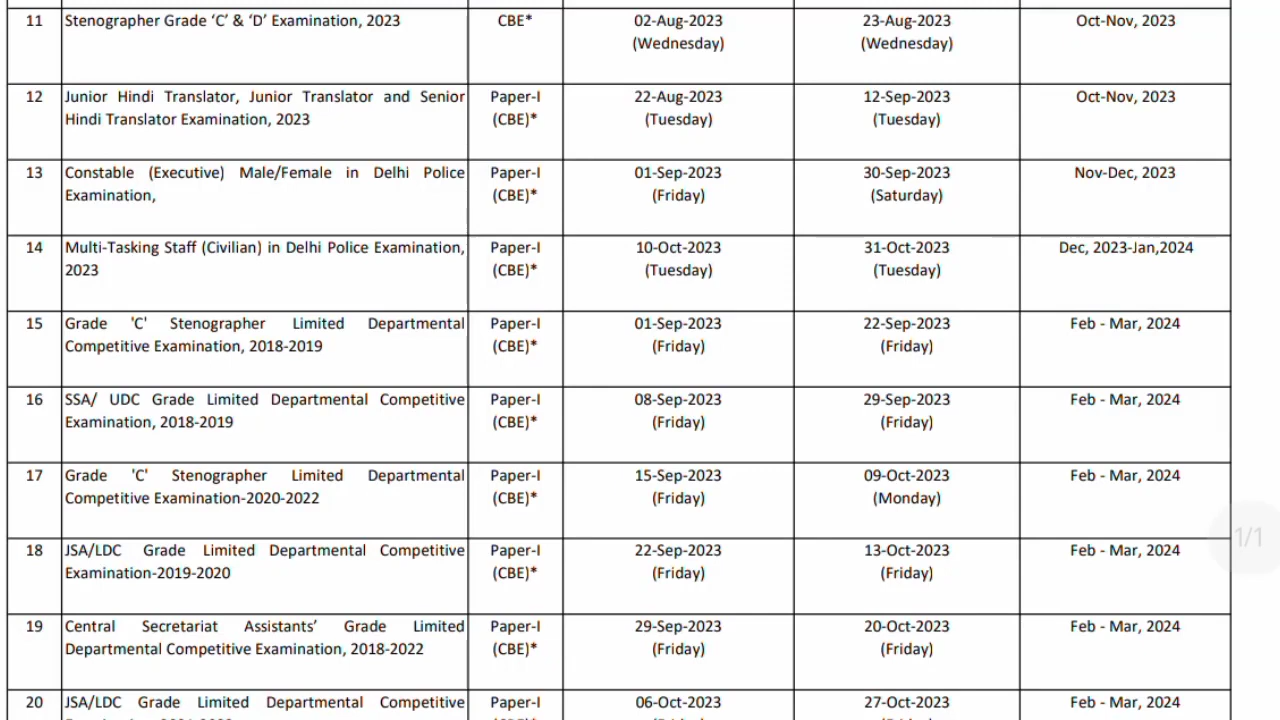 11 Stenographer Grade ‘C’ & ‘D’ Examination, 2023 CBE* 02-Aug-2023 23-Aug-2023 Oct-Nov, 2023
(Wednesday) (Wednesday)
12 Junior Hindi Translator, Junior Translator and Senior Paper-I 22-Aug-2023 12-Sep-2023 Oct-Nov, 2023
Hindi Translator Examination, 2023 (CBE)* (Tuesday) (Tuesday)
13 Constable (Executive) Male/Female in Delhi Police Paper-I 01-Sep-2023 30-Sep-2023 Nov-Dec, 2023
Examination, (CBE)* (Friday) (Saturday)
14 Multi-Tasking Staff (Civilian) in Delhi Police Examination, Paper-I 10-Oct-2023 31-Oct-2023 Dec, 2023-Jan,2024
2023 (CBE)* (Tuesday) (Tuesday)
15 Grade 'C' Stenographer Limited Departmental Paper-I 01-Sep-2023 22-Sep-2023 Feb - Mar, 2024
Competitive Examination, 2018-2019 (CBE)* (Friday) (Friday)
16 SSA/ UDC Grade Limited Departmental Competitive Paper-I 08-Sep-2023 29-Sep-2023 Feb - Mar, 2024
Examination, 2018-2019 (CBE)* (Friday) (Friday)
17 Grade 'C' Stenographer Limited Departmental Paper-I 15-Sep-2023 09-Oct-2023 Feb - Mar, 2024
Competitive Examination-2020-2022 (CBE)* (Friday) (Monday)
1/1
18 JSA/LDC Grade Limited Departmental Competitive Paper-I 22-Sep-2023 13-Oct-2023 Feb - Mar, 2024
Examination-2019-2020 (CBE)* (Friday) (Friday)
19 Central Secretariat Assistants’ Grade Limited Paper-I 29-Sep-2023 20-Oct-2023 Feb - Mar, 2024
Departmental Competitive Examination, 2018-2022 (CBE)* (Friday) (Friday)
20 JSA/LDC Grade Limited Departmental Competitive Paper-I 06-Oct-2023 27-Oct-2023 Feb - Mar, 2024